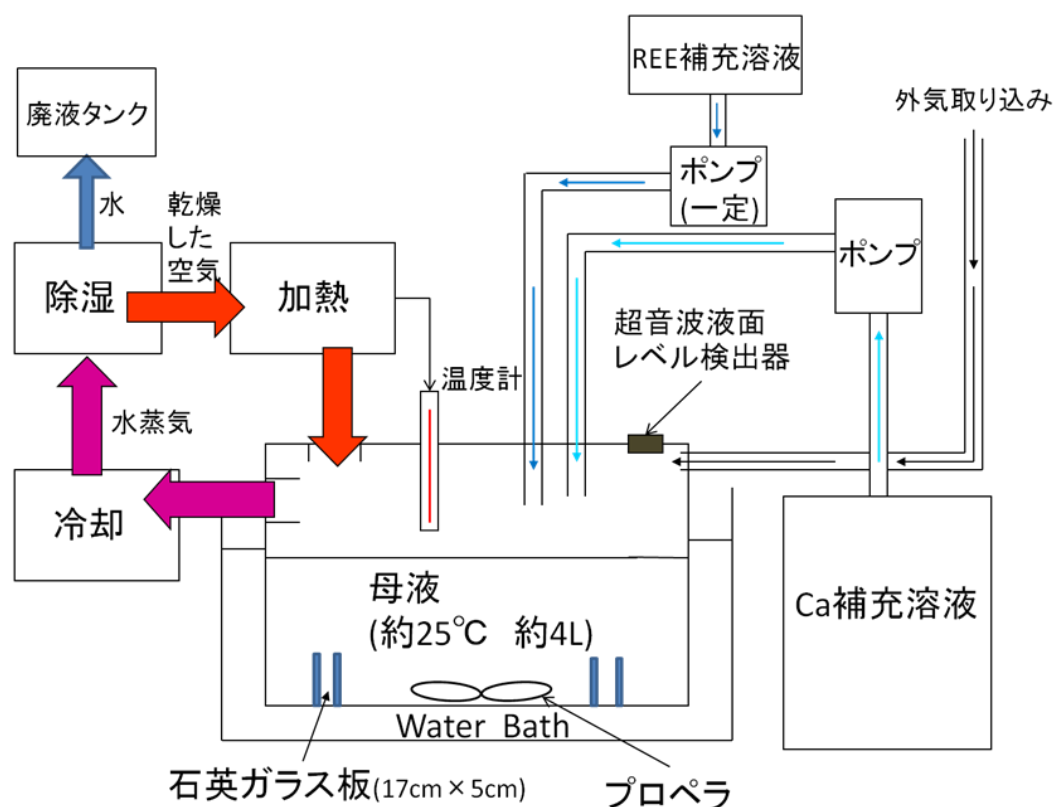 REE補充溶液
外気取り込み
廃液タンク
ポンプ
(一定)
水
乾燥
した
空気
ポンプ
除湿
加熱
超音波液面
レベル検出器
温度計
水蒸気
冷却
母液
(約25℃ 約4L)
Ca補充溶液
Water Bath
石英ガラス板(17cm×5cm)
プロペラ